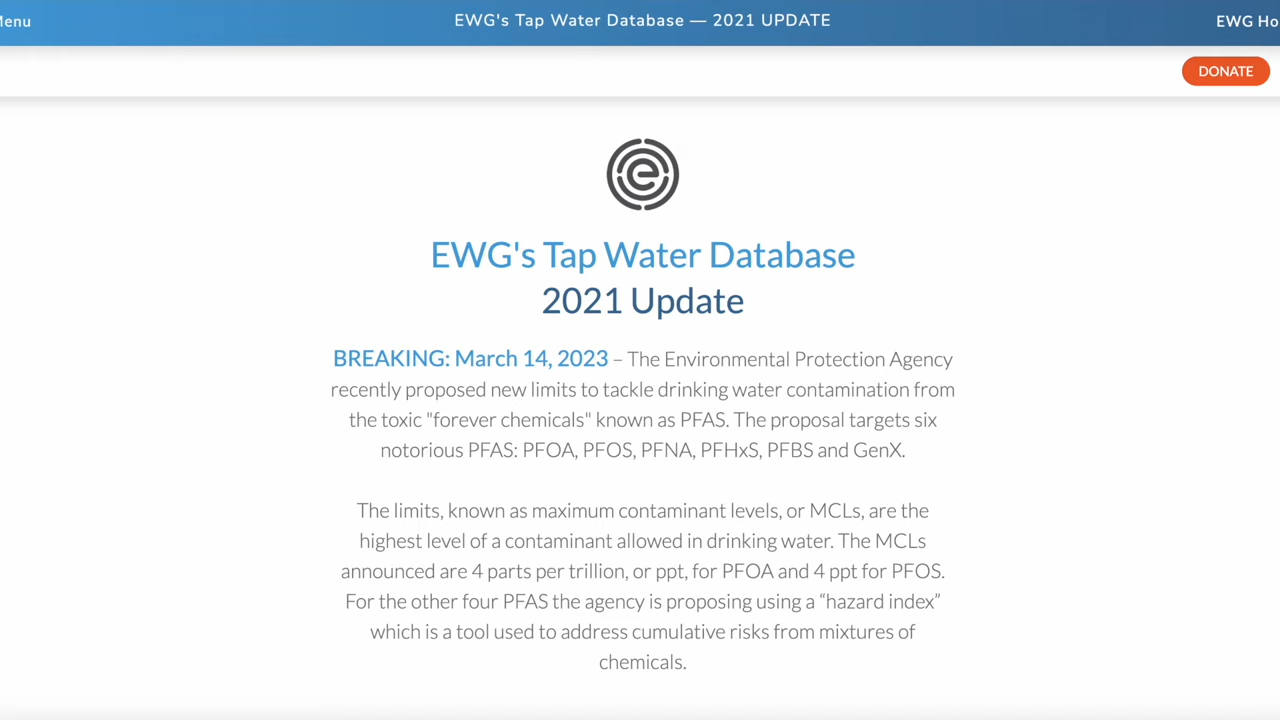 Menu
EWG's Tap Water Database — 2021 UPDATE
EWG Ho
DONATE
e
EWG's Tap Water Database
2021 Update
BREAKING: March 14, 2023 – The Environmental Protection Agency
recently proposed new limits to tackle drinking water contamination from
the toxic "forever chemicals" known as PFAS. The proposal targets six
notorious PFAS: PFOA, PFOS, PFNA, PFHxS, PFBS and GenX.
The limits, known as maximum contaminant levels, or MCLs, are the
highest level of a contaminant allowed in drinking water. The MCLs
announced are 4 parts per trillion, or ppt, for PFOA and 4 ppt for PFOS.
For the other four PFAS the agency is proposing using a “hazard index”
which is a tool used to address cumulative risks from mixtures of
chemicals.